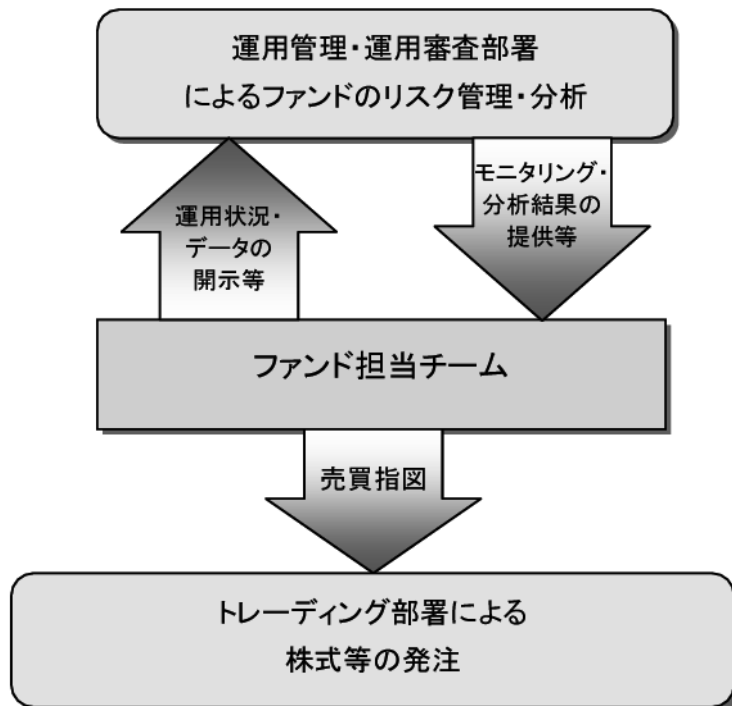 運用管理・運用審査部署
によるファンドのリスク管理・分析
運用状況・
データの
開示等
モニタリング・
分析結果の
提供等
ファンド担当チーム
売買指図
トレーディング部署による
株式等の発注